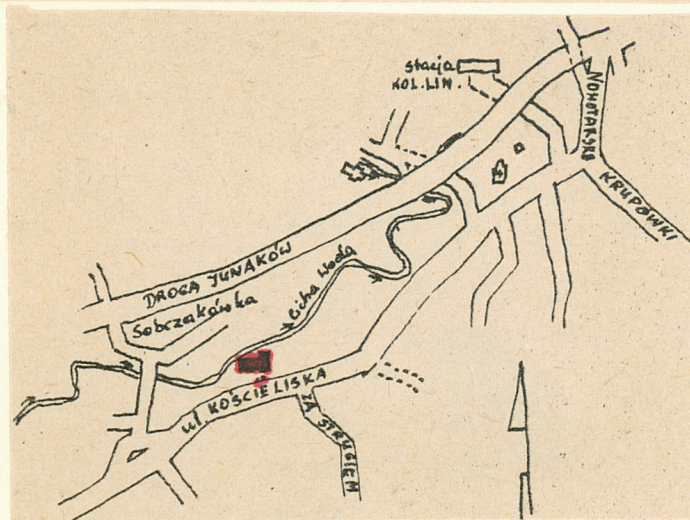 stacja
KOL. LIN.
NOWOTARSKA
KRUPÓWKI
DROGA JUNAKÓW
Cicha Woda
Sobczakówka
ul. KOŚCIELISKA
ZA STRUGIEM